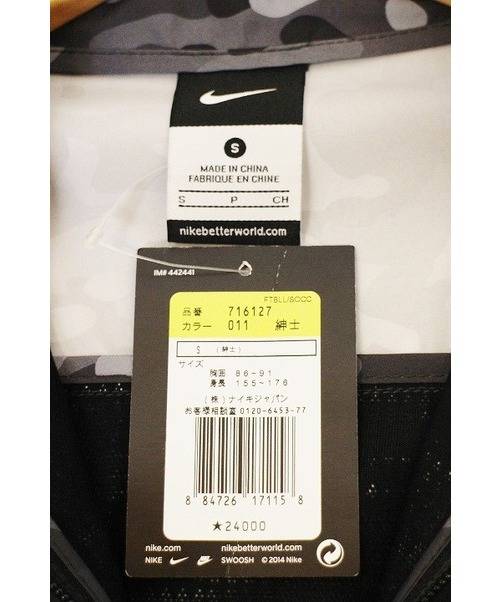 S
MADE IN CHINA
FABRIQUE EN CHINE
S P CH
nikebetterworld.com
IM# 442441
FTBLL/SOCC
品番 716127
カラー 011 紳士
S (紳士)
サイズ
胸囲 86-91
身長 155-176
(株)ナイキジャパン
お客様相談室 0120-6453-77
8 84726 17115 8
★24000
nike.com nikebetterworld.com
NIKE SWOOSH © 2014 Nike